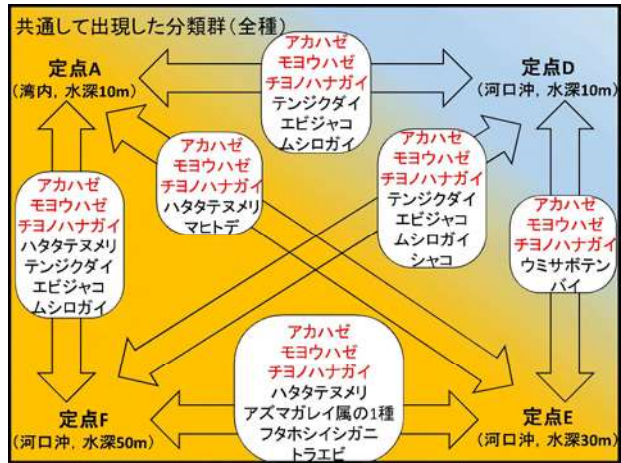 共通して出現した分類群(全種)
定点A
(湾内, 水深10m)
アカハゼ
モヨウハゼ
チヨノハナガイ
テンジクダイ
エビジャコ
ムシロガイ
定点D
(河口沖, 水深10m)
アカハゼ
モヨウハゼ
チヨノハナガイ
ハタタテヌメリ
マヒトデ
アカハゼ
モヨウハゼ
チヨノハナガイ
テンジクダイ
エビジャコ
ムシロガイ
シャコ
アカハゼ
モヨウハゼ
チヨノハナガイ
ハタタテヌメリ
テンジクダイ
エビジャコ
ムシロガイ
アカハゼ
モヨウハゼ
チヨノハナガイ
ウミサボテン
バイ
アカハゼ
モヨウハゼ
チヨノハナガイ
ハタタテヌメリ
アズマガレイ属の1種
フタホシイシガニ
トラエビ
定点F
(河口沖, 水深50m)
定点E
(河口沖, 水深30m)